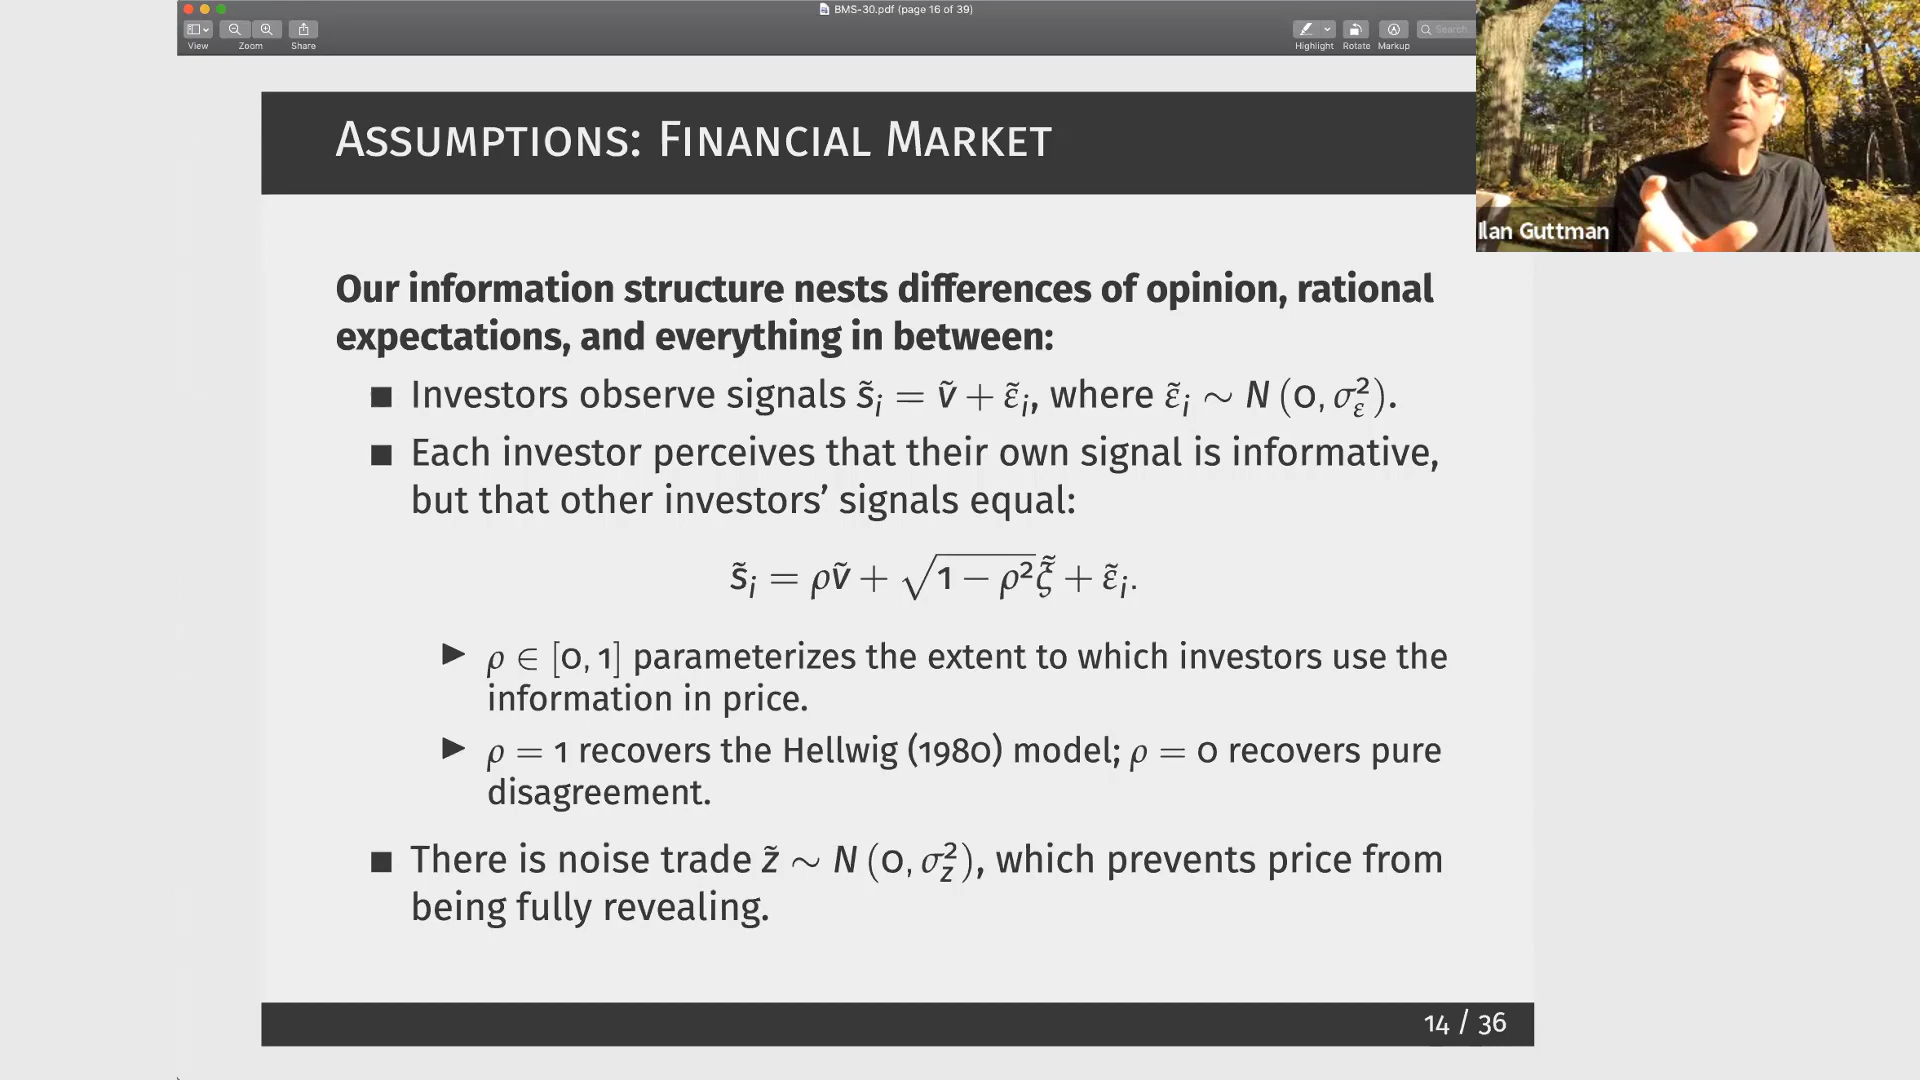 BMS-30.pdf (page 16 of 39)
View Zoom Share Highlight Rotate Markup Search
ASSUMPTIONS: FINANCIAL MARKET
Ilan Guttman
Our information structure nests differences of opinion, rational
expectations, and everything in between:
■ Investors observe signals s̃ᵢ = ṽ + ε̃ᵢ, where ε̃ᵢ ∼ N (0, σ²_ε).
■ Each investor perceives that their own signal is informative,
but that other investors’ signals equal:
s̃ᵢ = ρṽ + √(1 − ρ²) ξ̃ + ε̃ᵢ.
▶ ρ ∈ [0, 1] parameterizes the extent to which investors use the
information in price.
▶ ρ = 1 recovers the Hellwig (1980) model; ρ = 0 recovers pure
disagreement.
■ There is noise trade z̃ ∼ N (0, σ²_z), which prevents price from
being fully revealing.
14 / 36